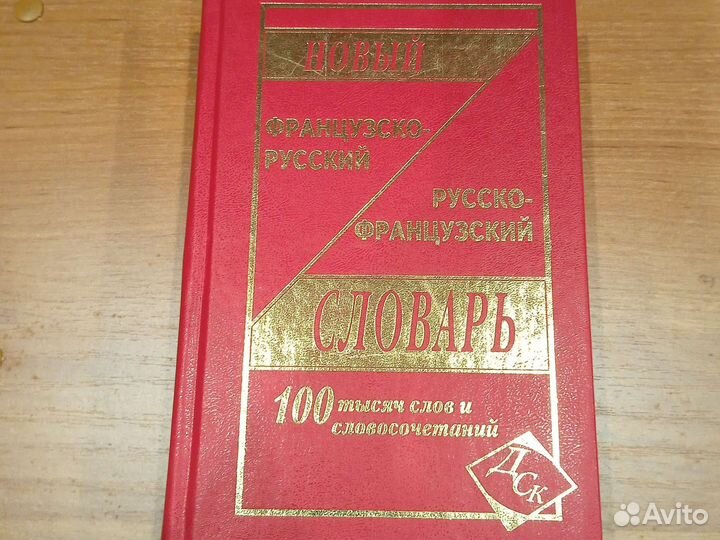 НОВЫЙ
ФРАНЦУЗСКО-
РУССКИЙ
РУССКО-
ФРАНЦУЗСКИЙ
СЛОВАРЬ
100 тысяч слов и
словосочетаний
ДСК
Avito